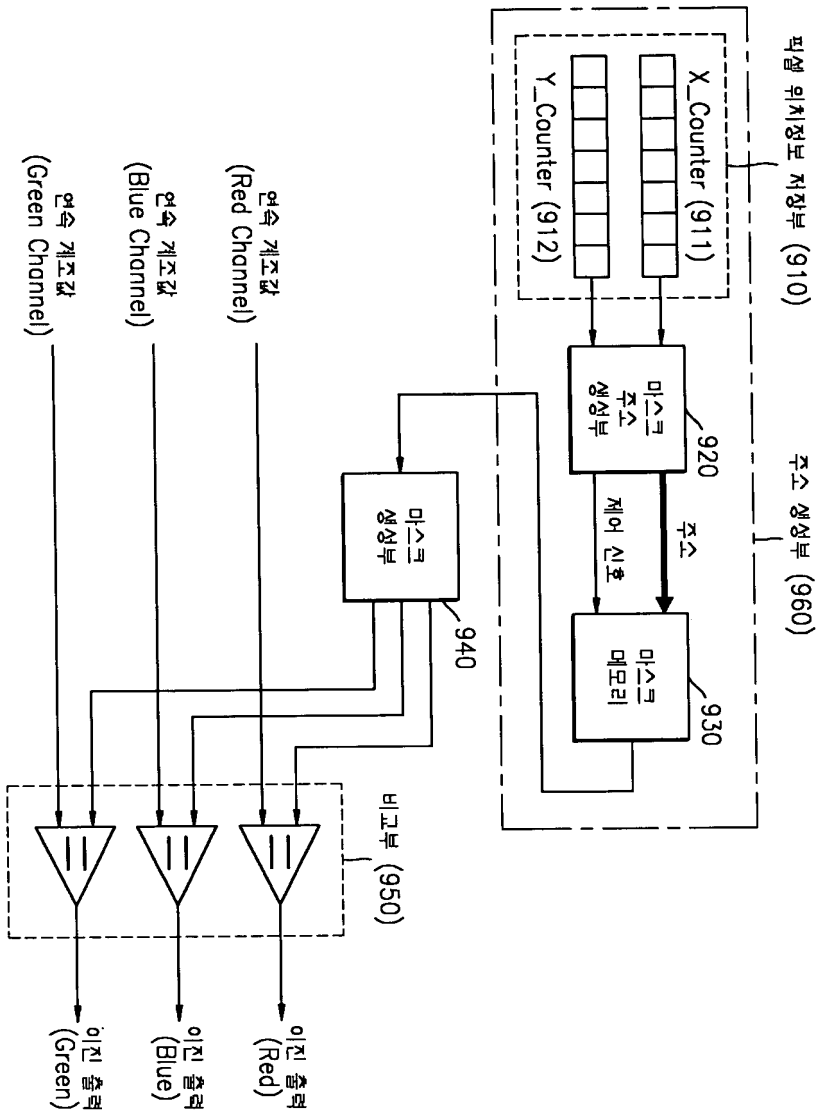 픽셀 위치정보 저장부 (910)
주소 생성부 (960)
X_Counter (911)
Y_Counter (912)
920
마스크
주소
생성부
주소
제어 신호
930
마스크
메모리
940
마스크
생성부
비교부 (950)
연속 계조값
(Red Channel)
연속 계조값
(Blue Channel)
연속 계조값
(Green Channel)
이진 출력
(Red)
이진 출력
(Blue)
이진 출력
(Green)